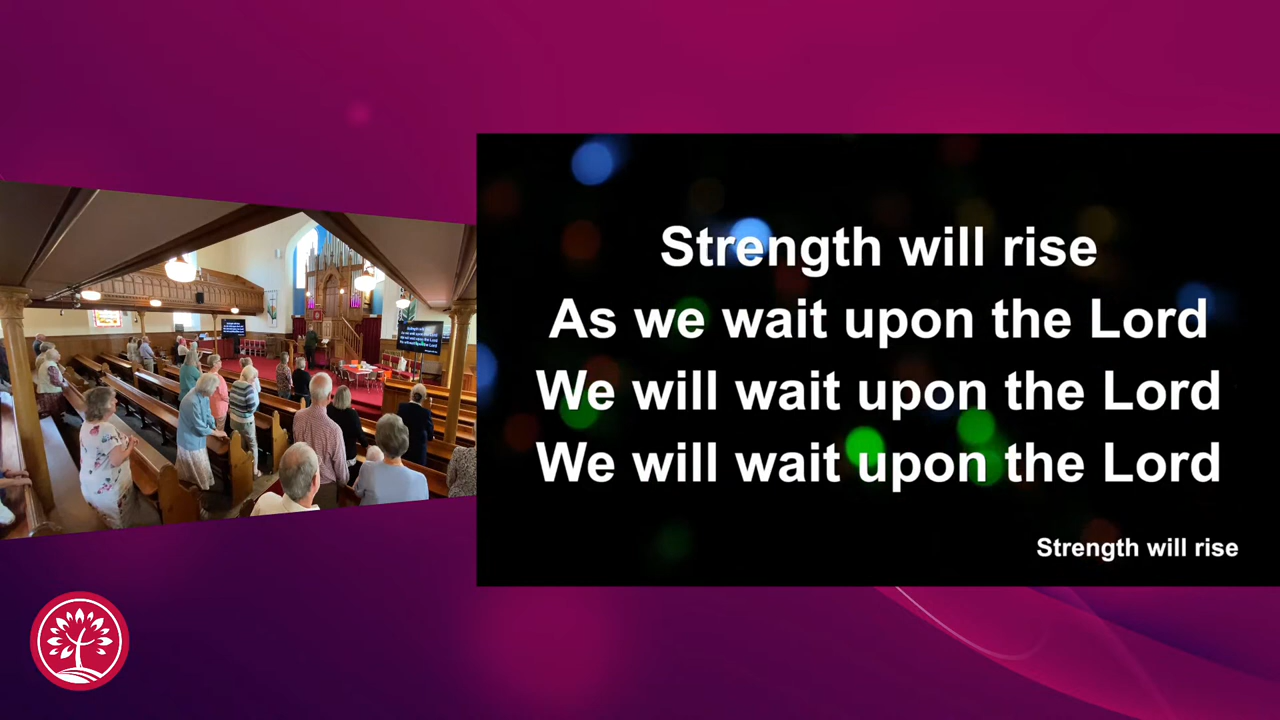 Strength will rise
As we wait upon the Lord
We will wait upon the Lord
We will wait upon the Lord
Strength will rise